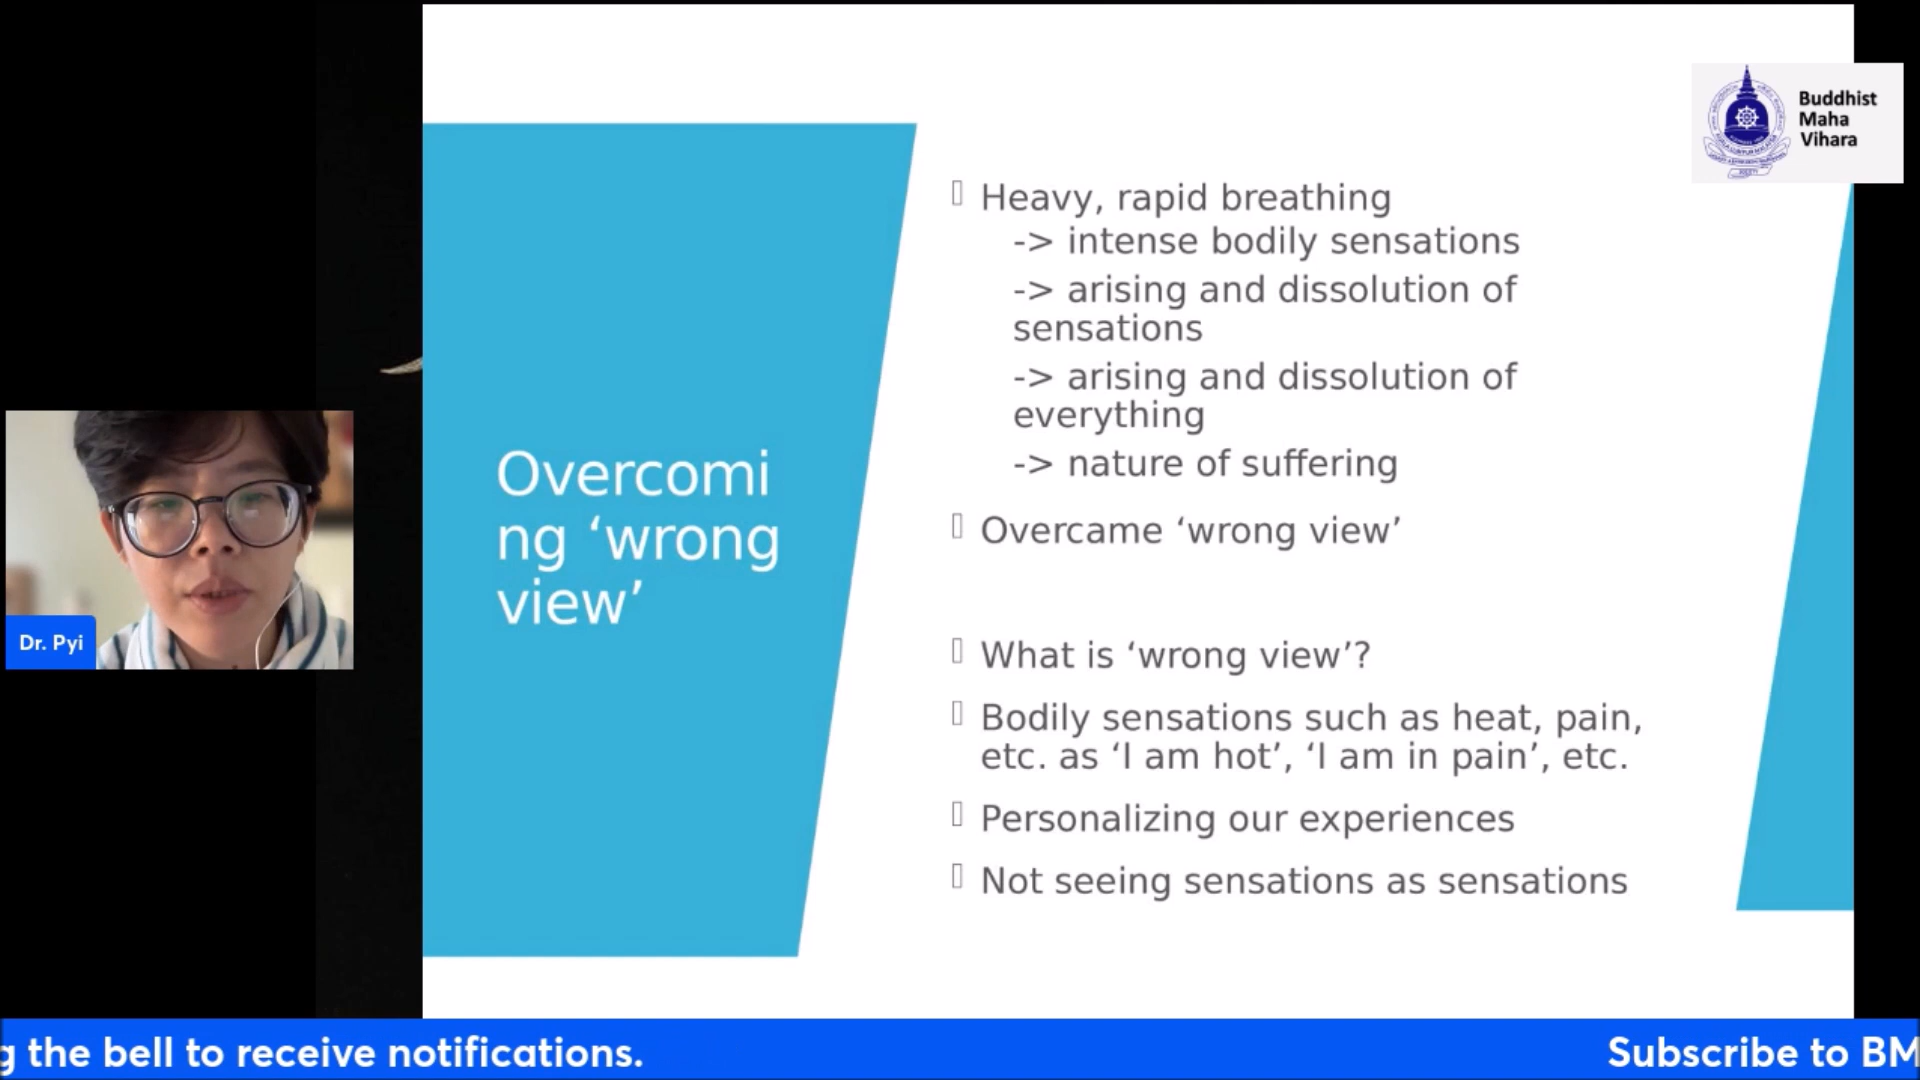 Buddhist
Maha
Vihara
Overcomi
ng ‘wrong
view’
Heavy, rapid breathing
-> intense bodily sensations
-> arising and dissolution of
sensations
-> arising and dissolution of
everything
-> nature of suffering
Overcame ‘wrong view’
What is ‘wrong view’?
Bodily sensations such as heat, pain,
etc. as ‘I am hot’, ‘I am in pain’, etc.
Personalizing our experiences
Not seeing sensations as sensations
Dr. Pyi
g the bell to receive notifications.
Subscribe to BM